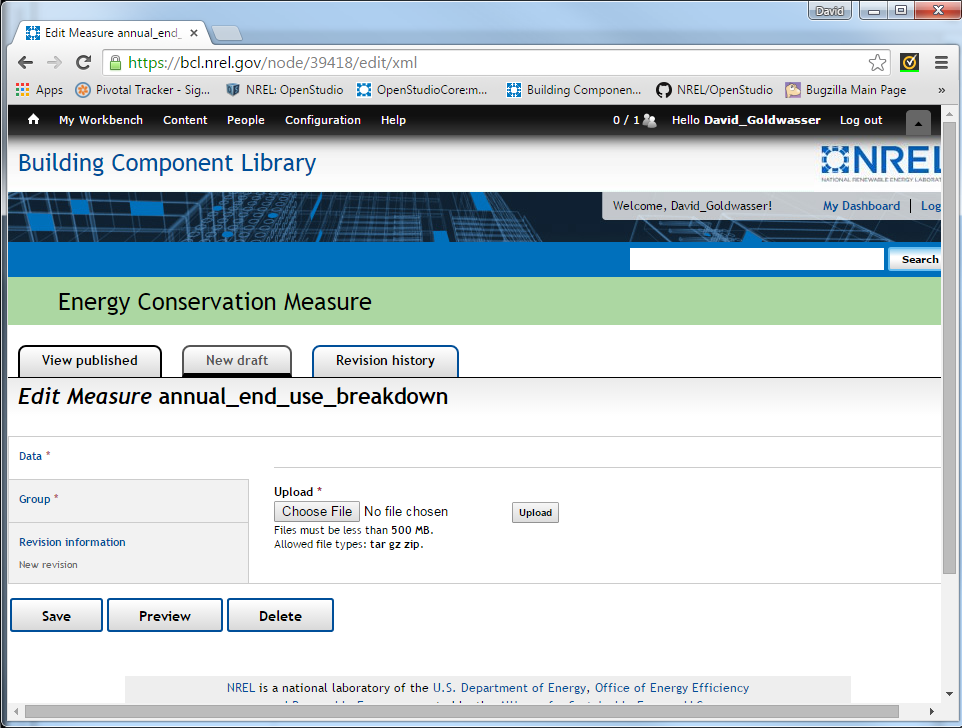 David
Edit Measure annual_end_
https://bcl.nrel.gov/node/39418/edit/xml
Apps Pivotal Tracker - Sig... NREL: OpenStudio OpenStudioCore:m... Building Componen... NREL/OpenStudio Bugzilla Main Page »
My Workbench Content People Configuration Help 0 / 1 Hello David_Goldwasser Log out
Building Component Library
NREL
NATIONAL RENEWABLE ENERGY LABORA
Welcome, David_Goldwasser! My Dashboard | Log
Search
Energy Conservation Measure
View published New draft Revision history
Edit Measure annual_end_use_breakdown
Data *
Group *
Revision information
New revision
Upload *
Choose File No file chosen Upload
Files must be less than 500 MB.
Allowed file types: tar gz zip.
Save Preview Delete
NREL is a national laboratory of the U.S. Department of Energy, Office of Energy Efficiency